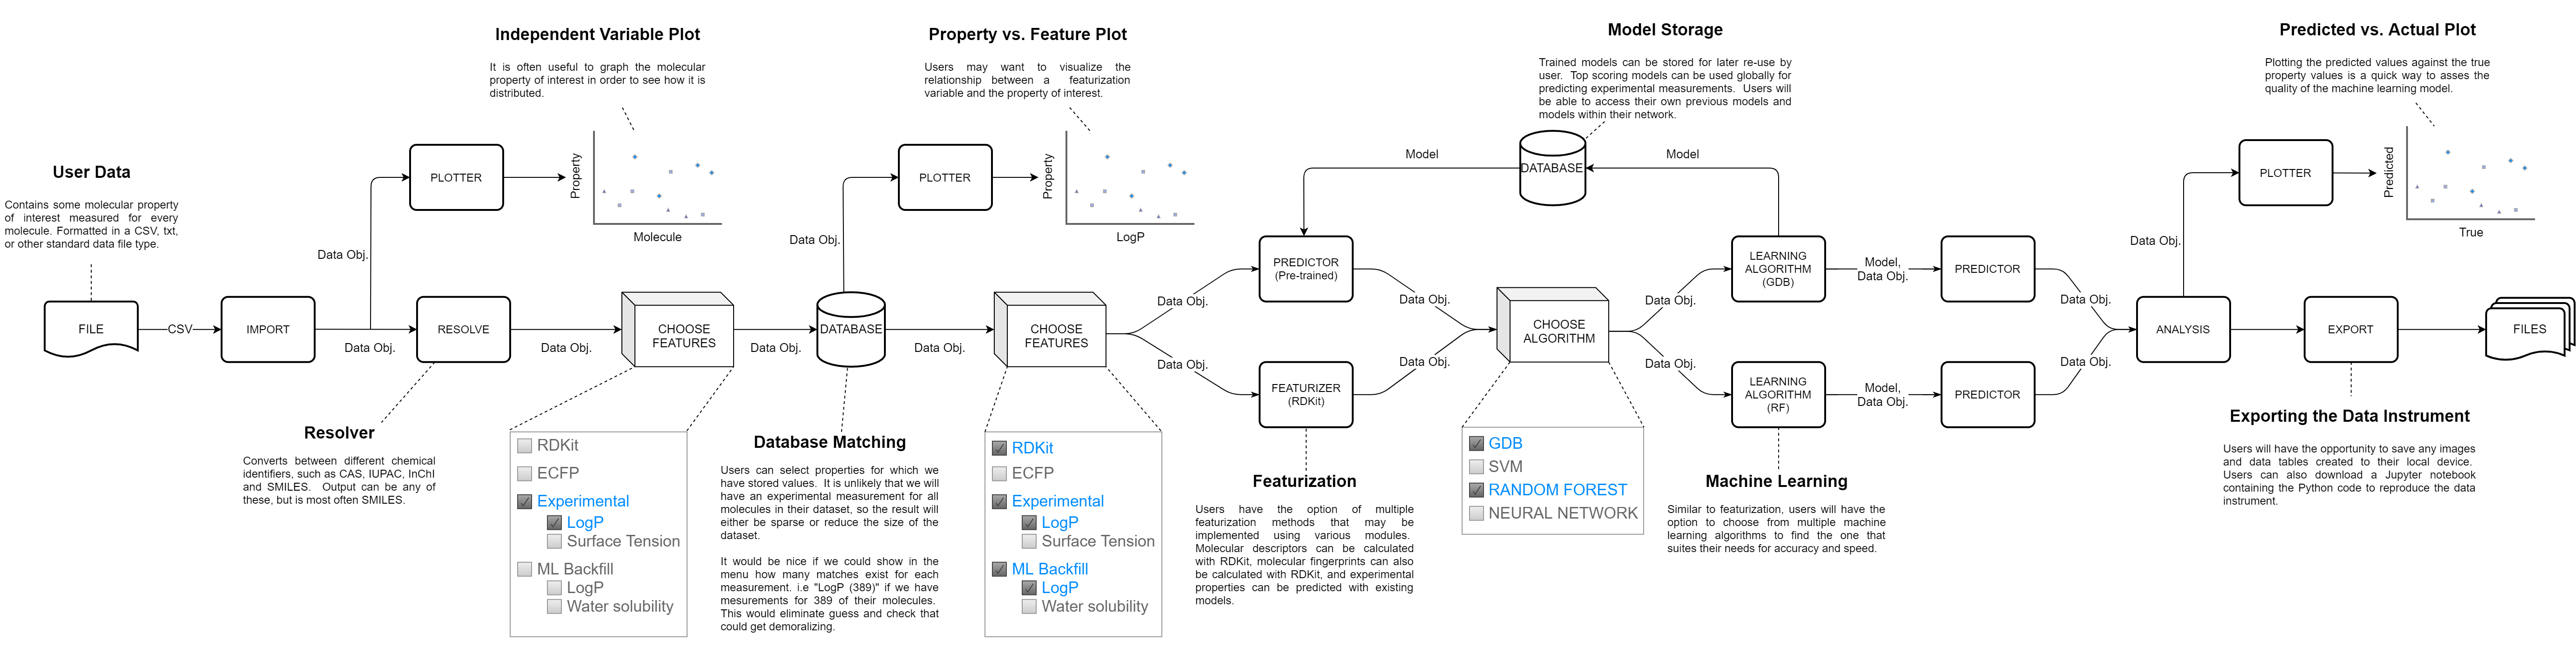 User Data
Contains some molecular property
of interest measured for every
molecule. Formatted in a CSV, txt,
or other standard data file type.
FILE
CSV
IMPORT
Data Obj.
Data Obj.
PLOTTER
Independent Variable Plot
It is often useful to graph the molecular
property of interest in order to see how it is
distributed.
Property
Molecule
RESOLVE
Resolver
Converts between different chemical
identifiers, such as CAS, IUPAC, InChI
and SMILES. Output can be any of
these, but is most often SMILES.
Data Obj.
CHOOSE
FEATURES
RDKit
ECFP
Experimental
LogP
Surface Tension
ML Backfill
LogP
Water solubility
Data Obj.
DATABASE
Database Matching
Users can select properties for which we
have stored values. It is unlikely that we will
have an experimental measurement for all
molecules in their dataset, so the result will
either be sparse or reduce the size of the
dataset.
It would be nice if we could show in the
menu how many matches exist for each
measurement. i.e "LogP (389)" if we have
mesurements for 389 of their molecules.
This would eliminate guess and check that
could get demoralizing.
Data Obj.
PLOTTER
Property vs. Feature Plot
Users may want to visualize the
relationship between a featurization
variable and the property of interest.
Property
LogP
Data Obj.
CHOOSE
FEATURES
RDKit
ECFP
Experimental
LogP
Surface Tension
ML Backfill
LogP
Water solubility
Data Obj.
Data Obj.
PREDICTOR
(Pre-trained)
FEATURIZER
(RDKit)
Featurization
Users have the option of multiple
featurization methods that may be
implemented using various modules.
Molecular descriptors can be calculated
with RDKit, molecular fingerprints can also
be calculated with RDKit, and experimental
properties can be predicted with existing
models.
Data Obj.
Data Obj.
Model Storage
Trained models can be stored for later re-use by
user. Top scoring models can be used globally for
predicting experimental measurements. Users will
be able to access their own previous models and
models within their network.
Model
DATABASE
Model
CHOOSE
ALGORITHM
GDB
SVM
RANDOM FOREST
NEURAL NETWORK
Data Obj.
Data Obj.
LEARNING
ALGORITHM
(GDB)
LEARNING
ALGORITHM
(RF)
Machine Learning
Similar to featurization, users will have the
option to choose from multiple machine
learning algorithms to find the one that
suites their needs for accuracy and speed.
Model,
Data Obj.
Model,
Data Obj.
PREDICTOR
PREDICTOR
Data Obj.
Data Obj.
ANALYSIS
Data Obj.
PLOTTER
Predicted vs. Actual Plot
Plotting the predicted values against the true
property values is a quick way to asses the
quality of the machine learning model.
Predicted
True
EXPORT
Exporting the Data Instrument
Users will have the opportunity to save any images
and data tables created to their local device.
Users can also download a Jupyter notebook
containing the Python code to reproduce the data
instrument.
FILES